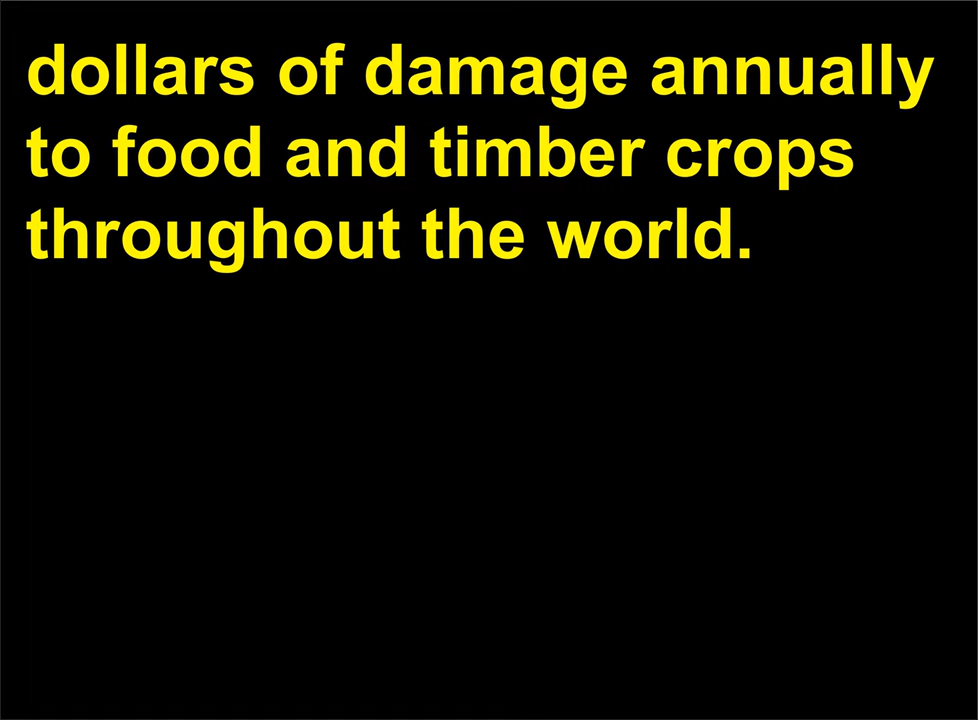 dollars of damage annually
to food and timber crops
throughout the world.